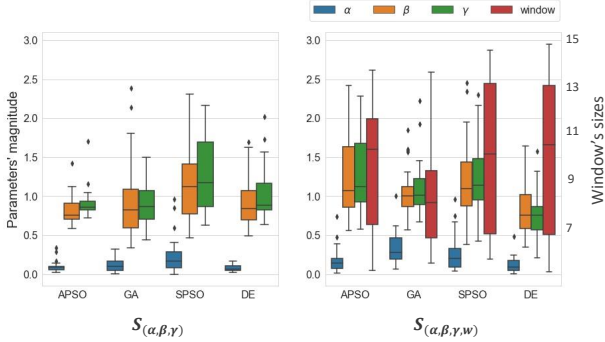 α β γ window
Parameters' magnitude
3.0
2.5
2.0
1.5
1.0
0.5
0.0
APSO GA SPSO DE
S(α,β,γ)
3.0
2.5
2.0
1.5
1.0
0.5
0.0
APSO GA SPSO DE
S(α,β,γ,w)
15
13
11
9
7
Window's sizes